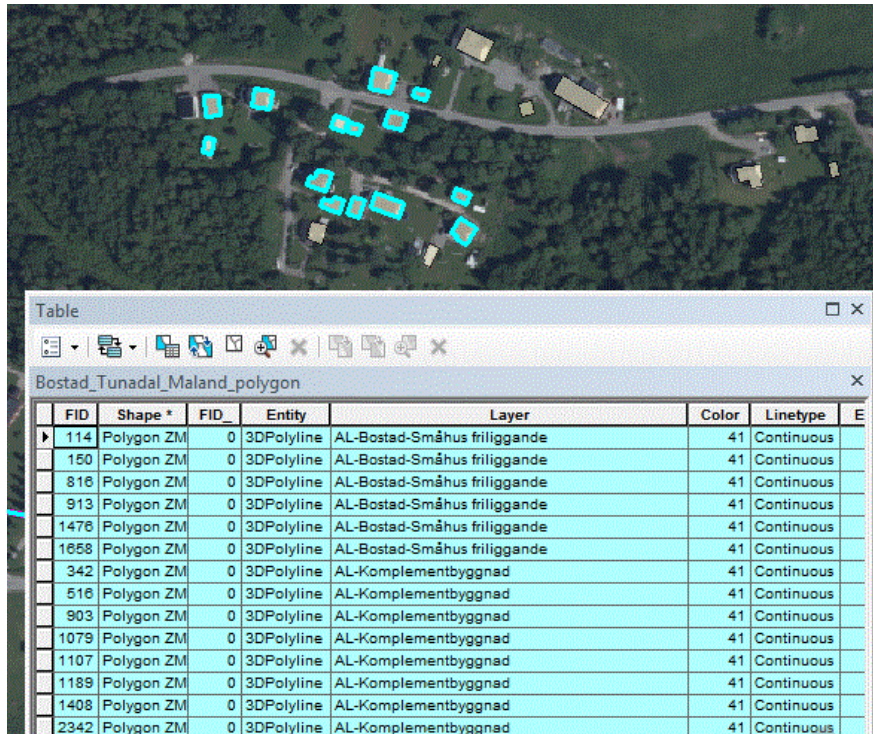 Table
Bostad_Tunadal_Maland_polygon
FID Shape * FID_ Entity Layer Color Linetype E
114 Polygon ZM 0 3DPolyline AL-Bostad-Småhus friliggande 41 Continuous
150 Polygon ZM 0 3DPolyline AL-Bostad-Småhus friliggande 41 Continuous
816 Polygon ZM 0 3DPolyline AL-Bostad-Småhus friliggande 41 Continuous
913 Polygon ZM 0 3DPolyline AL-Bostad-Småhus friliggande 41 Continuous
1476 Polygon ZM 0 3DPolyline AL-Bostad-Småhus friliggande 41 Continuous
1658 Polygon ZM 0 3DPolyline AL-Bostad-Småhus friliggande 41 Continuous
342 Polygon ZM 0 3DPolyline AL-Komplementbyggnad 41 Continuous
516 Polygon ZM 0 3DPolyline AL-Komplementbyggnad 41 Continuous
903 Polygon ZM 0 3DPolyline AL-Komplementbyggnad 41 Continuous
1079 Polygon ZM 0 3DPolyline AL-Komplementbyggnad 41 Continuous
1107 Polygon ZM 0 3DPolyline AL-Komplementbyggnad 41 Continuous
1189 Polygon ZM 0 3DPolyline AL-Komplementbyggnad 41 Continuous
1408 Polygon ZM 0 3DPolyline AL-Komplementbyggnad 41 Continuous
2342 Polygon ZM 0 3DPolyline AL-Komplementbyggnad 41 Continuous